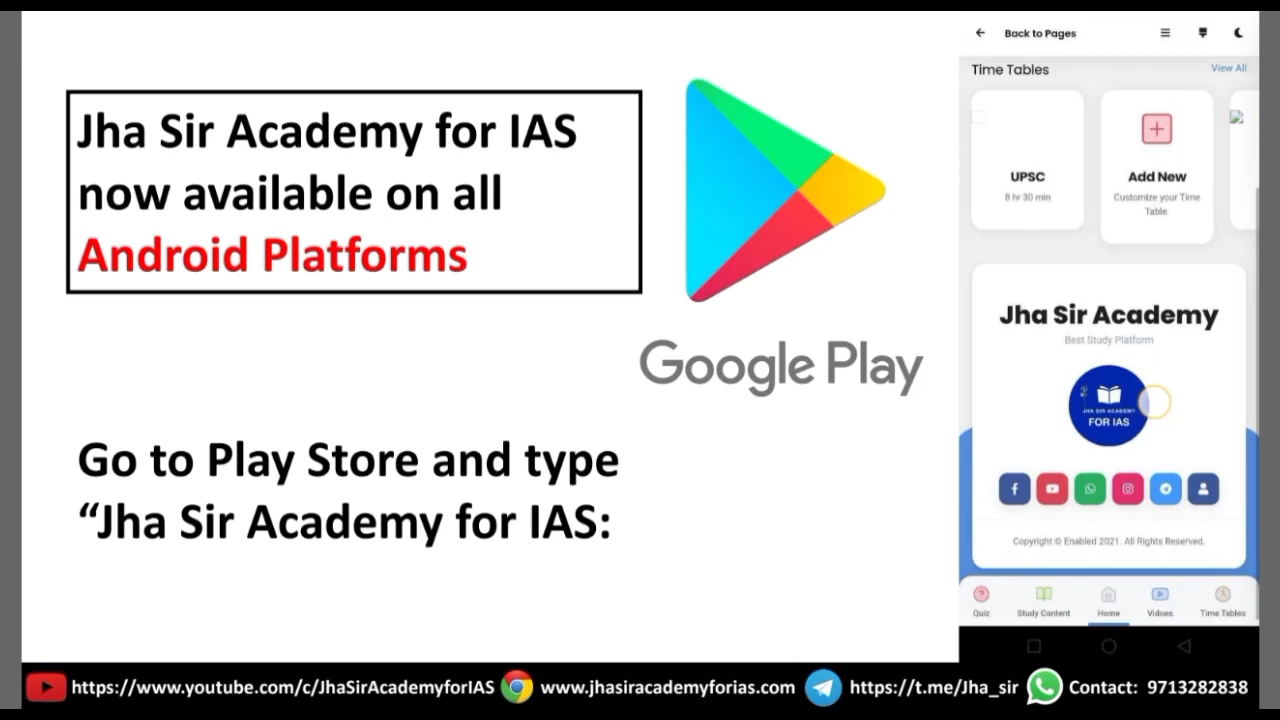 Jha Sir Academy for IAS
now available on all
Android Platforms
Google Play
Go to Play Store and type
“Jha Sir Academy for IAS:
Back to Pages
Time Tables
View All
UPSC
8 hr 30 min
Add New
Customize your Time
Table.
Jha Sir Academy
Best Study Platform
JHA SIR ACADEMY
FOR IAS
Copyright © Enabled 2021. All Rights Reserved.
Quiz
Study Content
Home
Vidoes
Time Tables
https://www.youtube.com/c/JhaSirAcademyforIAS
www.jhasiracademyforias.com
https://t.me/Jha_sir
Contact: 9713282838